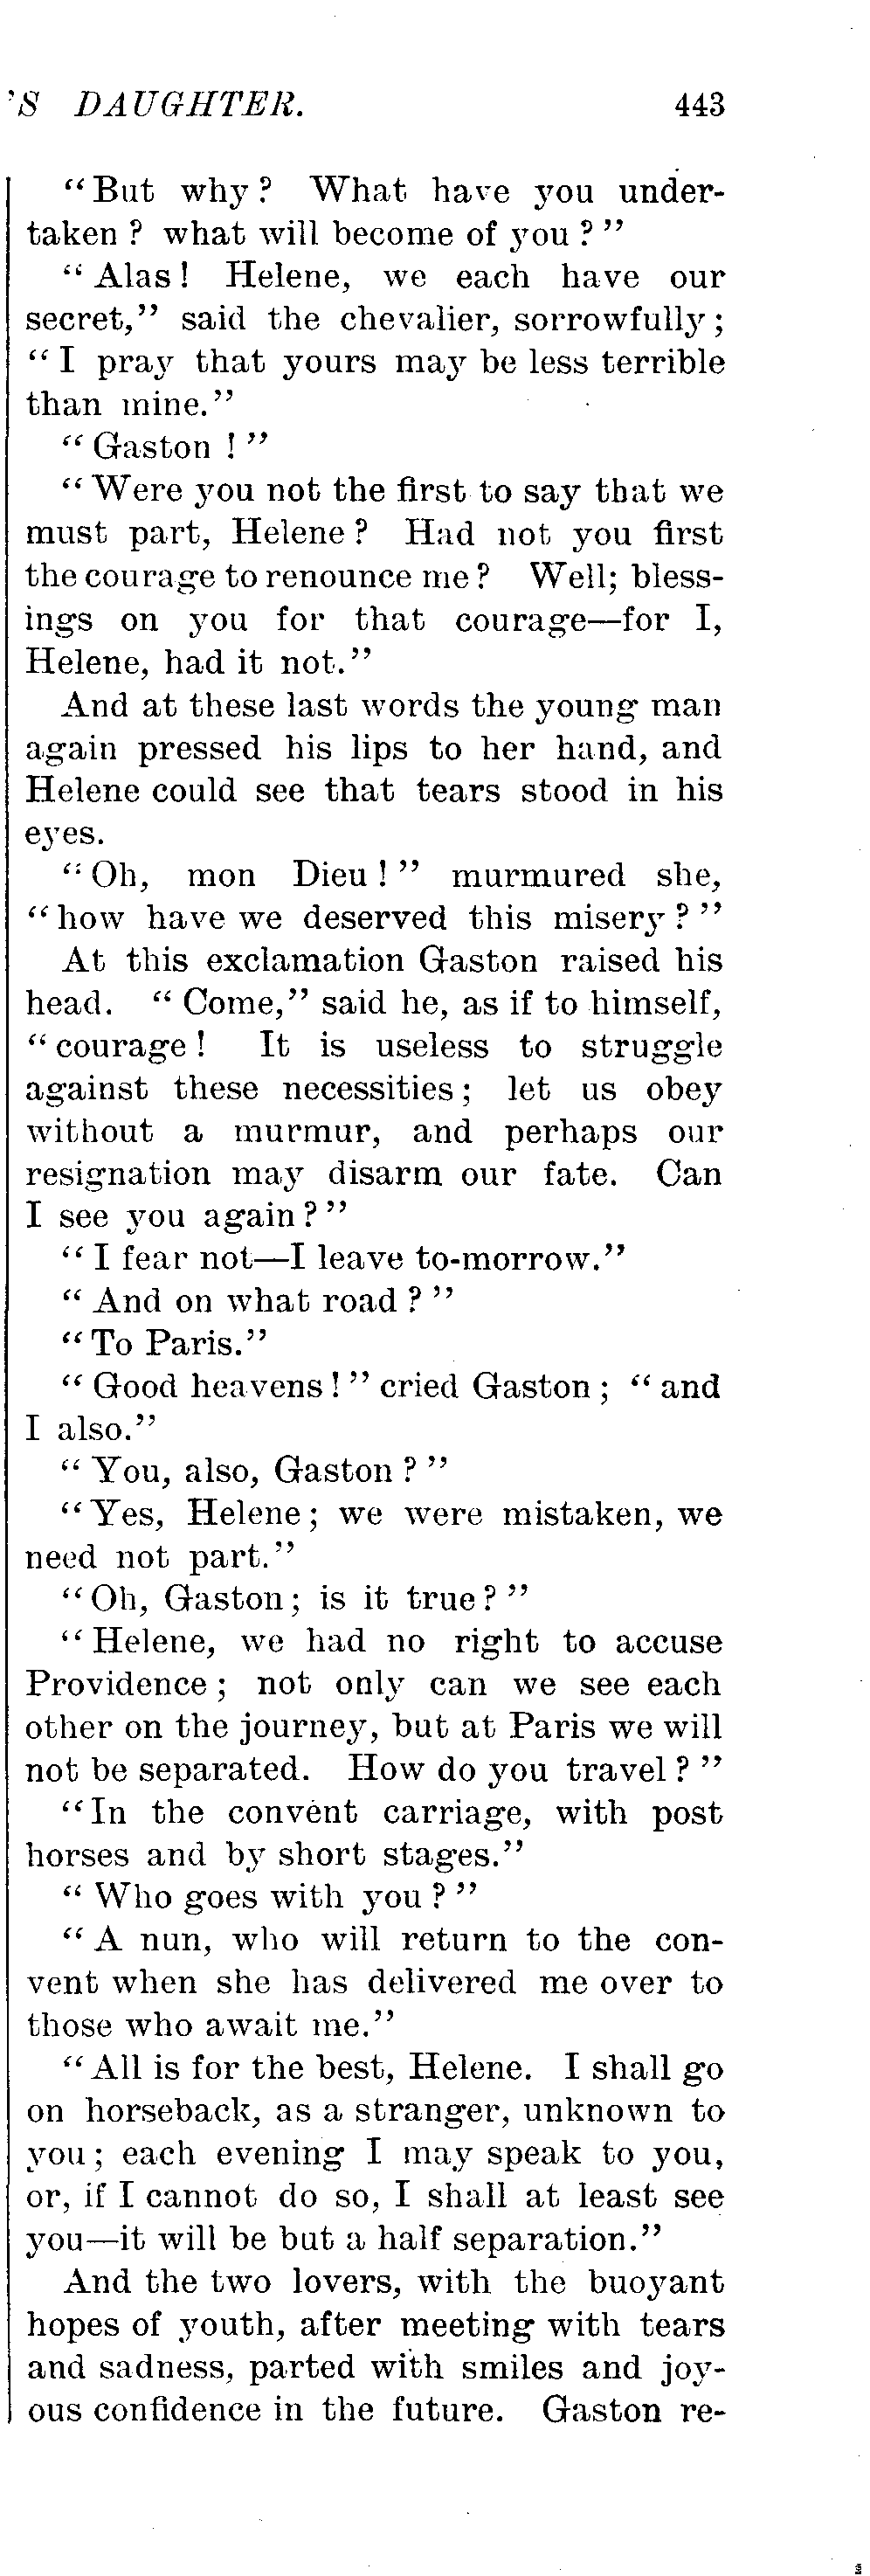 'S DAUGHTER. 443
"But why? What have you under-
taken? what will become of you?"
"Alas! Helene, we each have our
secret," said the chevalier, sorrowfully;
"I pray that yours may be less terrible
than mine."
"Gaston!"
"Were you not the first to say that we
must part, Helene? Had not you first
the courage to renounce me? Well; bless-
ings on you for that courage—for I,
Helene, had it not."
And at these last words the young man
again pressed his lips to her hand, and
Helene could see that tears stood in his
eyes.
"Oh, mon Dieu!" murmured she,
"how have we deserved this misery?"
At this exclamation Gaston raised his
head. "Come," said he, as if to himself,
"courage! It is useless to struggle
against these necessities; let us obey
without a murmur, and perhaps our
resignation may disarm our fate. Can
I see you again?"
"I fear not—I leave to-morrow."
"And on what road?"
"To Paris."
"Good heavens!" cried Gaston; "and
I also."
"You, also, Gaston?"
"Yes, Helene; we were mistaken, we
need not part."
"Oh, Gaston; is it true?"
"Helene, we had no right to accuse
Providence; not only can we see each
other on the journey, but at Paris we will
not be separated. How do you travel?"
"In the convent carriage, with post
horses and by short stages."
"Who goes with you?"
"A nun, who will return to the con-
vent when she has delivered me over to
those who await me."
"All is for the best, Helene. I shall go
on horseback, as a stranger, unknown to
you; each evening I may speak to you,
or, if I cannot do so, I shall at least see
you—it will be but a half separation."
And the two lovers, with the buoyant
hopes of youth, after meeting with tears
and sadness, parted with smiles and joy-
ous confidence in the future. Gaston re-